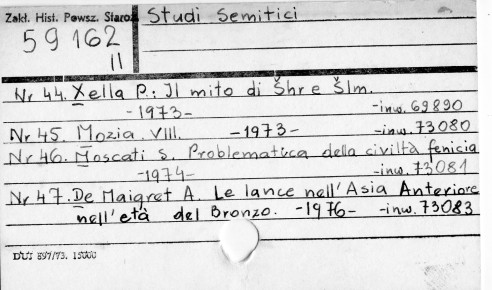 Zakł. Hist. Powsz. Staroż.
Studi Semitici
59162
II
Nr 44. Xella P.: Il mito di Šhr e Šlm.
-1973- -inw. 69890
Nr 45. Mozia VIII. -1973- -inw. 73080
Nr 46. Moscati S. Problematica della civiltà fenicia
-1974- -inw. 73081
Nr 47. De Maigret A. Le lance nell'Asia Anteriore
nell'età del Bronzo. -1976- -inw. 73083
DUJ 897/73. 15000